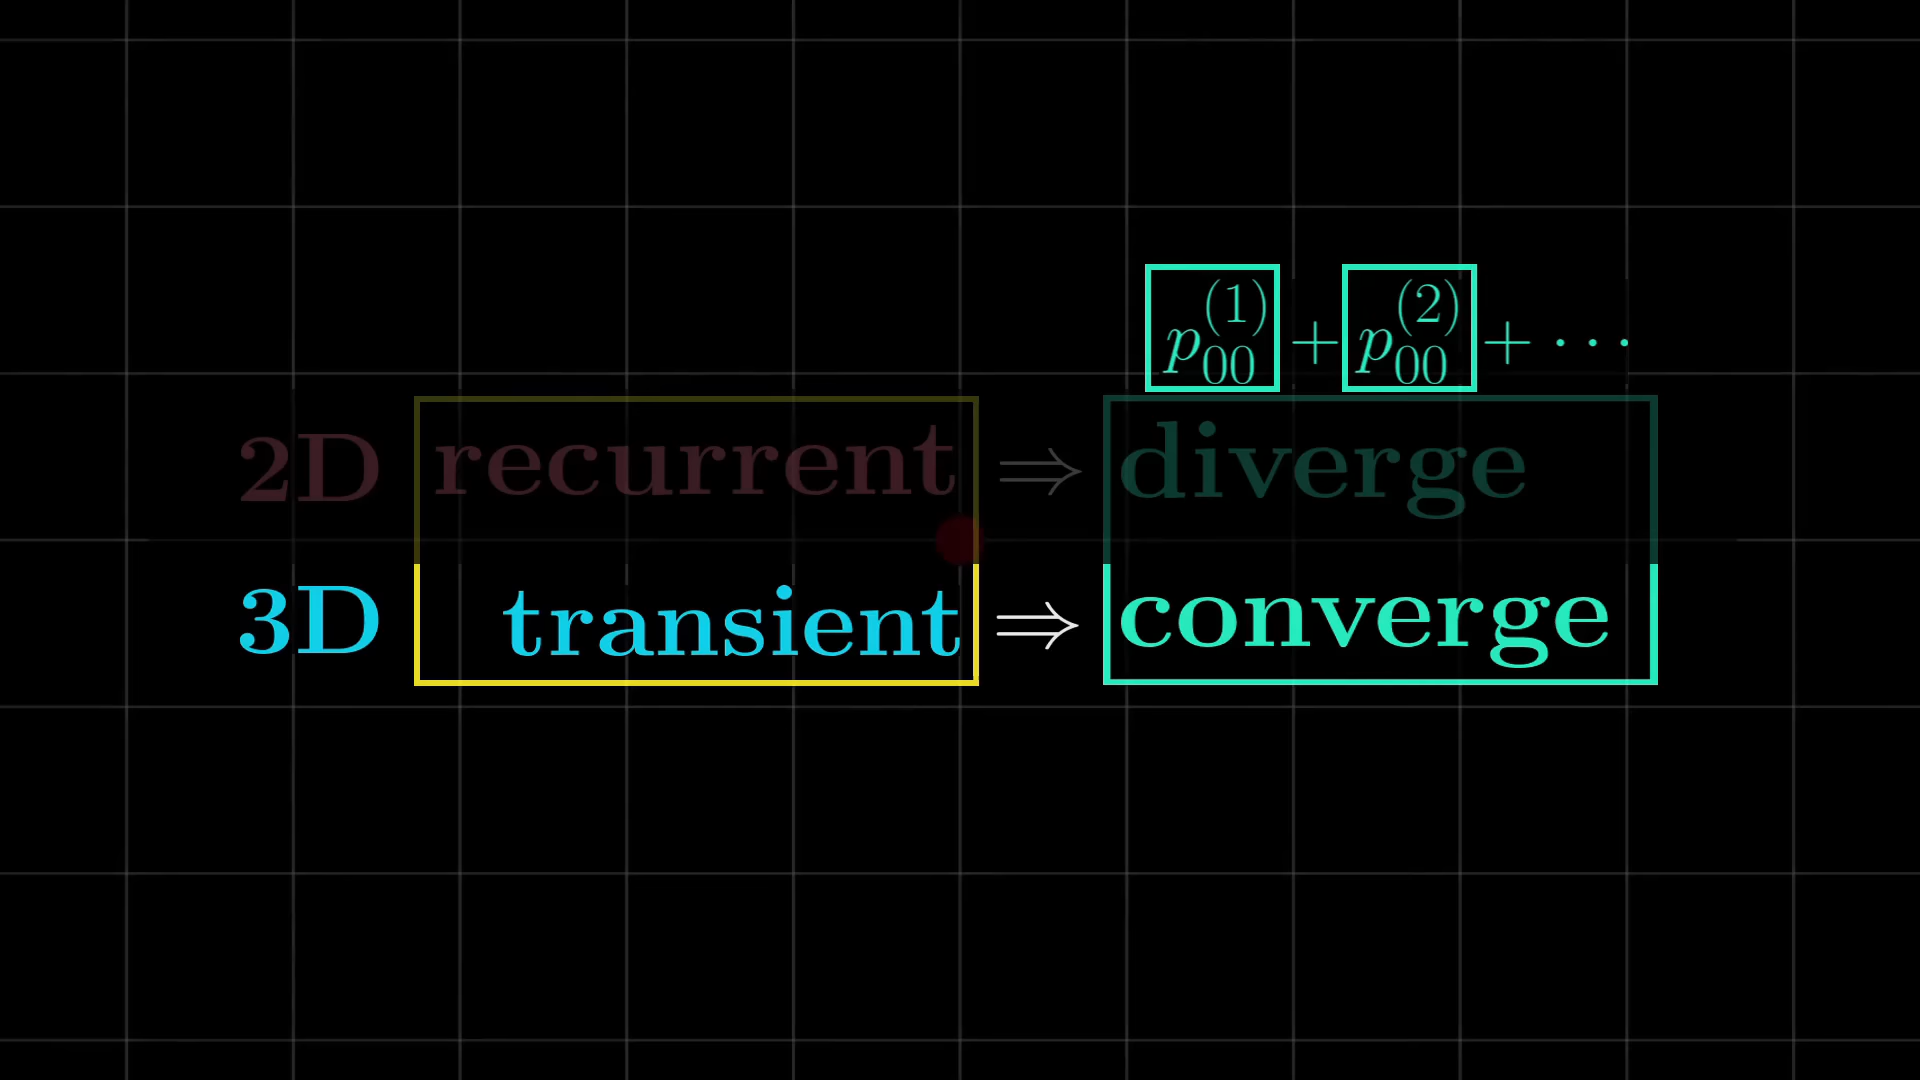 p_{00}^{(1)} + p_{00}^{(2)} + ⋯
2D recurrent ⇒ diverge
3D transient ⇒ converge